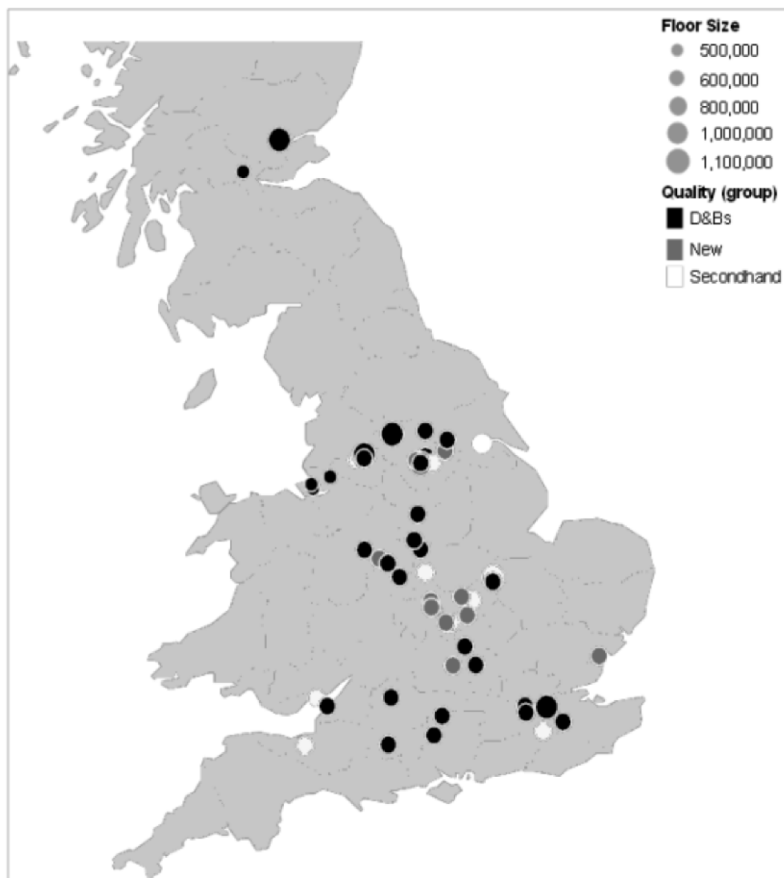 Floor Size
500,000
600,000
800,000
1,000,000
1,100,000
Quality (group)
D&Bs
New
Secondhand